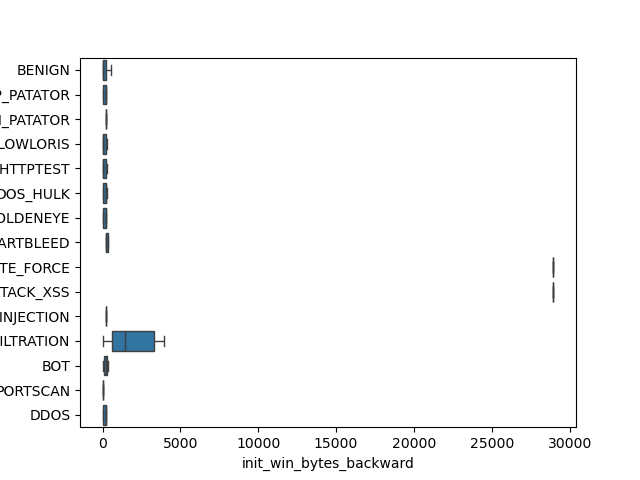 BENIGN
P_PATATOR
_PATATOR
LOWLORIS
HTTPTEST
DOS_HULK
OLDENEYE
ARTBLEED
TE_FORCE
TACK_XSS
INJECTION
ILTRATION
BOT
PORTSCAN
DDOS
0 5000 10000 15000 20000 25000 30000
init_win_bytes_backward